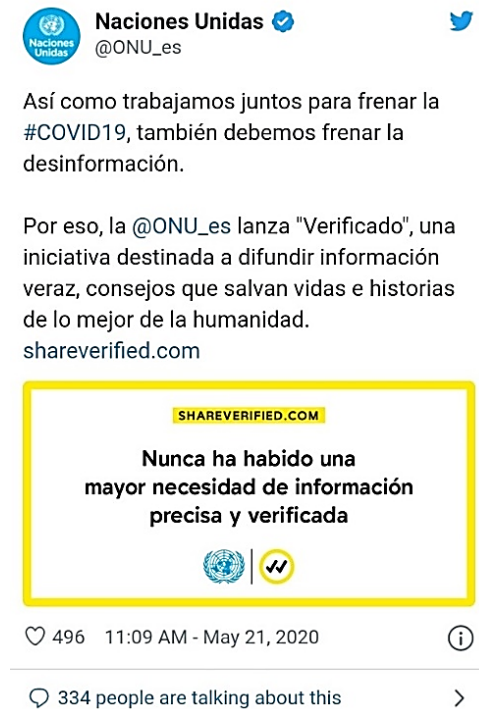 Naciones Unidas
@ONU_es
Naciones
Unidas
Así como trabajamos juntos para frenar la
#COVID19, también debemos frenar la
desinformación.
Por eso, la @ONU_es lanza "Verificado", una
iniciativa destinada a difundir información
veraz, consejos que salvan vidas e historias
de lo mejor de la humanidad.
shareverified.com
SHAREVERIFIED.COM
Nunca ha habido una
mayor necesidad de información
precisa y verificada
496 11:09 AM - May 21, 2020
334 people are talking about this